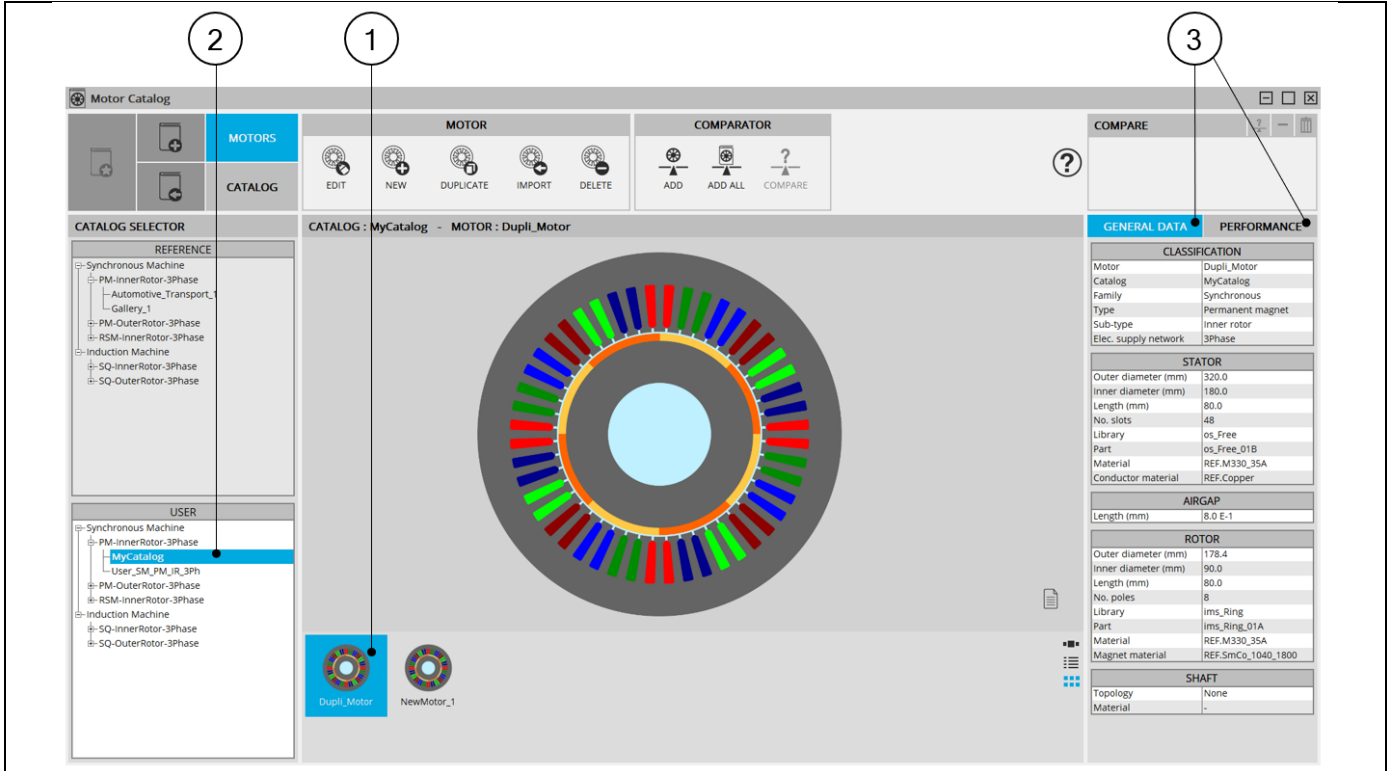 2 1 3
Motor Catalog
MOTORS
CATALOG
MOTOR
EDIT NEW DUPLICATE IMPORT DELETE
COMPARATOR
ADD ADD ALL COMPARE
?
COMPARE
CATALOG SELECTOR
REFERENCE
Synchronous Machine
PM-InnerRotor-3Phase
Automotive_Transport_1
Gallery_1
PM-OuterRotor-3Phase
RSM-InnerRotor-3Phase
Induction Machine
SQ-InnerRotor-3Phase
SQ-OuterRotor-3Phase
USER
Synchronous Machine
PM-InnerRotor-3Phase
MyCatalog
User_SM_PM_IR_3Ph
PM-OuterRotor-3Phase
RSM-InnerRotor-3Phase
Induction Machine
SQ-InnerRotor-3Phase
SQ-OuterRotor-3Phase
CATALOG : MyCatalog - MOTOR : Dupli_Motor
Dupli_Motor NewMotor_1
GENERAL DATA PERFORMANCE
CLASSIFICATION
Motor Dupli_Motor
Catalog MyCatalog
Family Synchronous
Type Permanent magnet
Sub-type Inner rotor
Elec. supply network 3Phase
STATOR
Outer diameter (mm) 320.0
Inner diameter (mm) 180.0
Length (mm) 80.0
No. slots 48
Library os_Free
Part os_Free_01B
Material REF.M330_35A
Conductor material REF.Copper
AIRGAP
Length (mm) 8.0 E-1
ROTOR
Outer diameter (mm) 178.4
Inner diameter (mm) 90.0
Length (mm) 80.0
No. poles 8
Library ims_Ring
Part ims_Ring_01A
Material REF.M330_35A
Magnet material REF.SmCo_1040_1800
SHAFT
Topology None
Material -